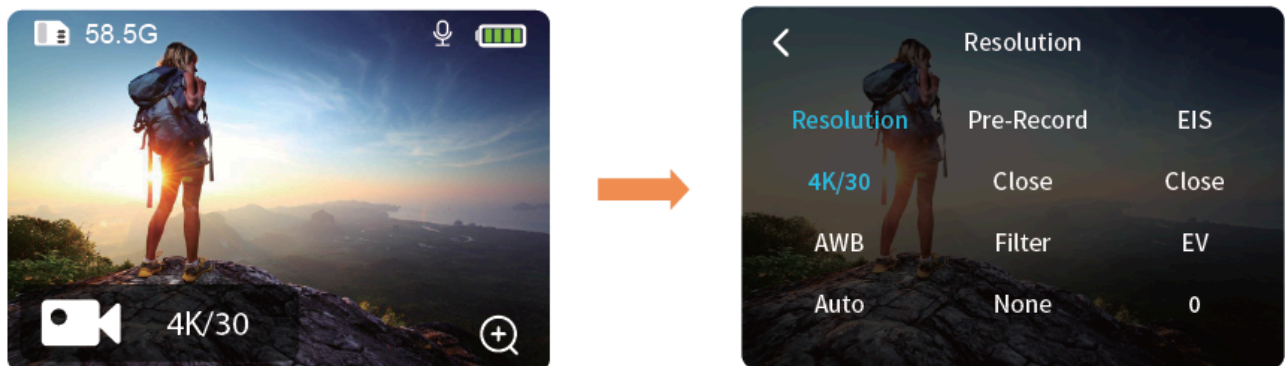 58.5G
4K/30
Resolution
Resolution Pre-Record EIS
4K/30 Close Close
AWB Filter EV
Auto None 0